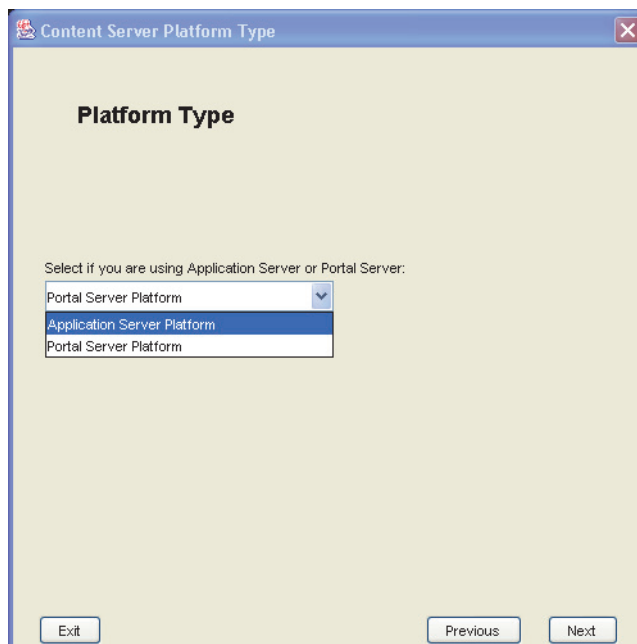 Content Server Platform Type
Platform Type
Select if you are using Application Server or Portal Server:
Portal Server Platform
Application Server Platform
Portal Server Platform
Exit
Previous
Next